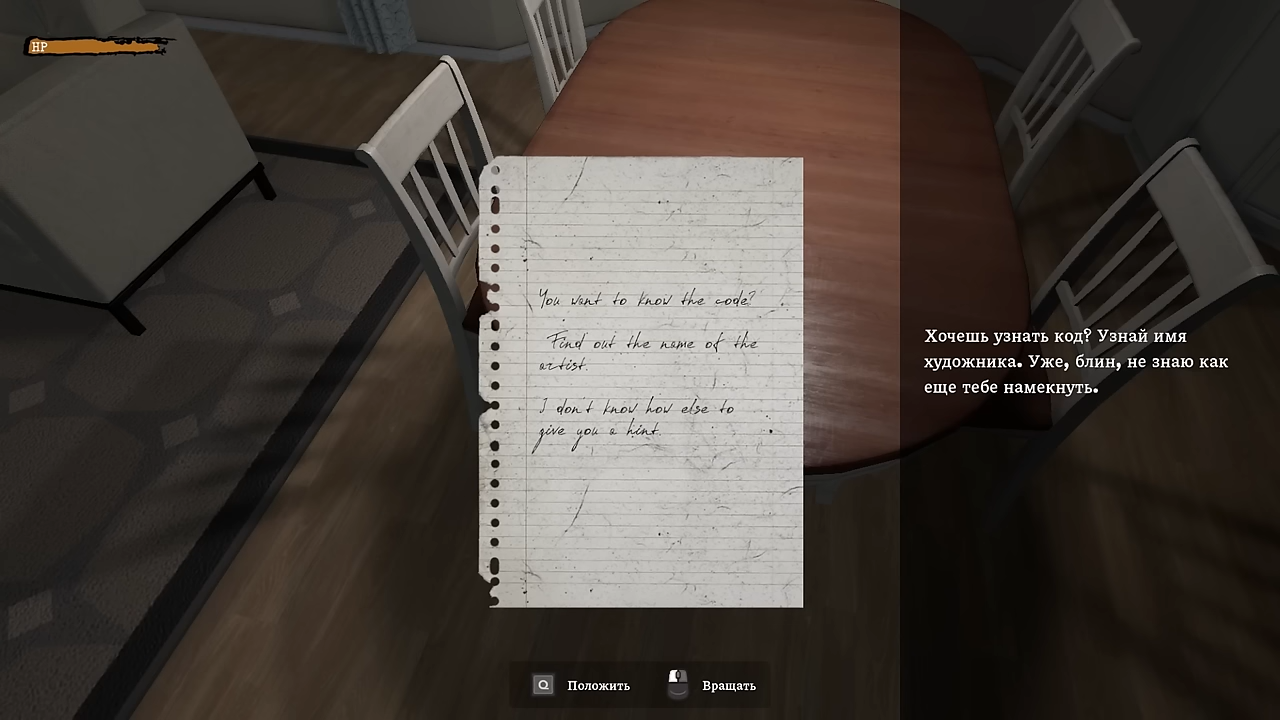 HP
You want to know the code?
Find out the name of the
artist.
I don't know how else to
give you a hint.
Хочешь узнать код? Узнай имя
художника. Уже, блин, не знаю как
еще тебе намекнуть.
Q Положить Вращать